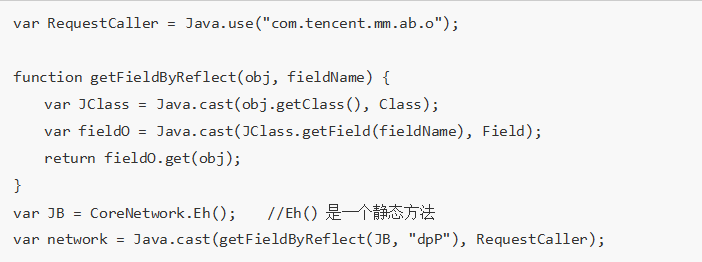 var RequestCaller = Java.use("com.tencent.mm.ab.o");
function getFieldByReflect(obj, fieldName) {
var JClass = Java.cast(obj.getClass(), Class);
var fieldO = Java.cast(JClass.getField(fieldName), Field);
return fieldO.get(obj);
}
var JB = CoreNetwork.Eh(); //Eh() 是一个静态方法
var network = Java.cast(getFieldByReflect(JB, "dpP"), RequestCaller);